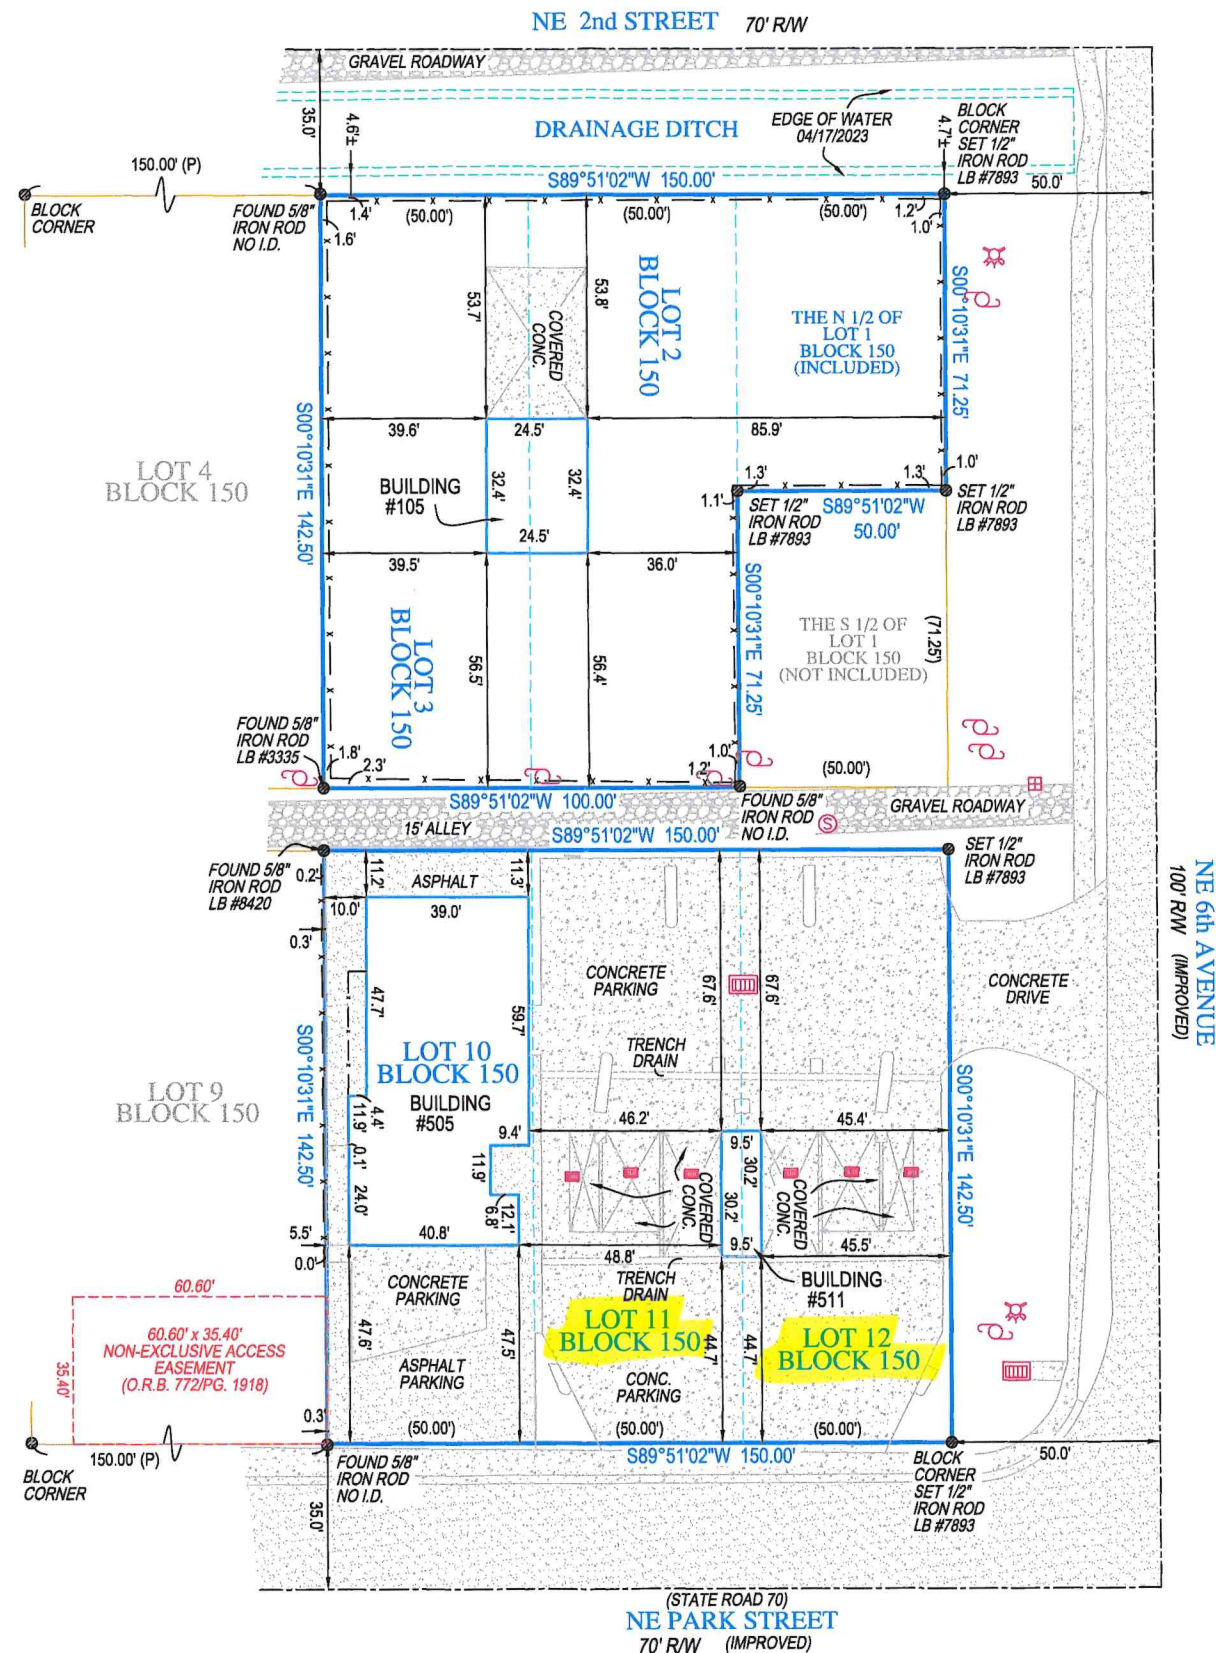 NE 2nd STREET 70' R/W
GRAVEL ROADWAY
35.0'
4.6'±
DRAINAGE DITCH
EDGE OF WATER
04/17/2023
4.7'±
BLOCK
CORNER
SET 1/2"
IRON ROD
LB #7893
150.00' (P)
S89°51'02"W 150.00'
50.0'
BLOCK
CORNER
FOUND 5/8"
IRON ROD
NO I.D.
1.4'
(50.00')
(50.00')
(50.00')
1.2'
1.6'
1.0'
53.7'
53.8'
COVERED
CONC.
LOT 2
BLOCK 150
THE N 1/2 OF
LOT 1
BLOCK 150
(INCLUDED)
S00°10'31"E 71.25'
S00°10'31"E 142.50'
39.6'
24.5'
85.9'
LOT 4
BLOCK 150
BUILDING
#105
32.4'
32.4'
24.5'
1.3'
1.3'
1.0'
1.1'
SET 1/2"
IRON ROD
LB #7893
S89°51'02"W
50.00'
SET 1/2"
IRON ROD
LB #7893
39.5'
36.0'
S00°10'31"E 71.25'
THE S 1/2 OF
LOT 1
BLOCK 150
(NOT INCLUDED)
(71.25')
LOT 3
BLOCK 150
56.5'
56.4'
FOUND 5/8"
IRON ROD
LB #3335
1.8'
2.3'
1.0'
1.2'
(50.00')
S89°51'02"W 100.00'
FOUND 5/8"
IRON ROD
NO I.D.
GRAVEL ROADWAY
15' ALLEY
S
S89°51'02"W 150.00'
SET 1/2"
IRON ROD
LB #7893
FOUND 5/8"
IRON ROD
LB #8420
0.2'
11.2'
ASPHALT
11.3'
10.0'
39.0'
0.3'
NE 6th AVENUE
100' R/W (IMPROVED)
47.7'
59.7'
CONCRETE
PARKING
67.6'
67.6'
CONCRETE
DRIVE
TRENCH
DRAIN
LOT 10
BLOCK 150
BUILDING
#505
LOT 9
BLOCK 150
S00°10'31"E 142.50'
S00°10'31"E 142.50'
11.9'
4.4'
0.1'
24.0'
9.4'
11.9'
6.8'
12.1'
46.2'
9.5'
45.4'
30.2'
30.2'
COVERED
CONC.
COVERED
CONC.
5.5'
0.0'
40.8'
48.8'
9.5'
45.5'
TRENCH
DRAIN
BUILDING
#511
60.60'
60.60' x 35.40'
NON-EXCLUSIVE ACCESS
EASEMENT
(O.R.B. 772/PG. 1918)
35.40'
CONCRETE
PARKING
47.6'
47.5'
ASPHALT
PARKING
LOT 11
BLOCK 150
44.7'
44.7'
LOT 12
BLOCK 150
CONC.
PARKING
0.3'
(50.00')
(50.00')
(50.00')
150.00' (P)
S89°51'02"W 150.00'
50.0'
BLOCK
CORNER
FOUND 5/8"
IRON ROD
NO I.D.
BLOCK
CORNER
SET 1/2"
IRON ROD
LB #7893
35.0'
(STATE ROAD 70)
NE PARK STREET
70' R/W (IMPROVED)